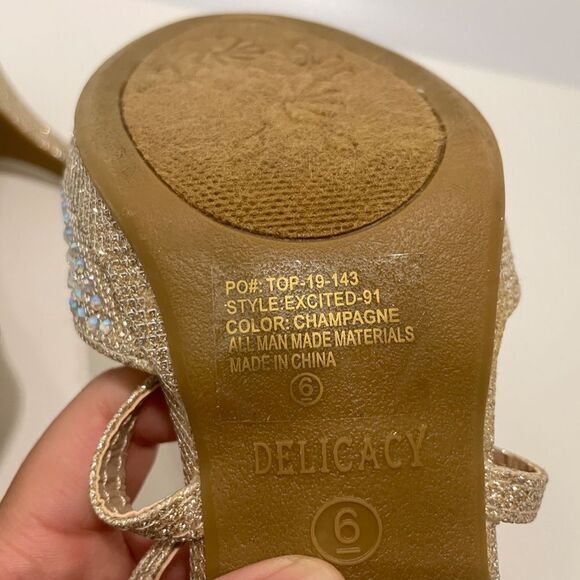 PO#: TOP-19-143
STYLE:EXCITED-91
COLOR: CHAMPAGNE
ALL MAN MADE MATERIALS
MADE IN CHINA
6
DELICACY
6